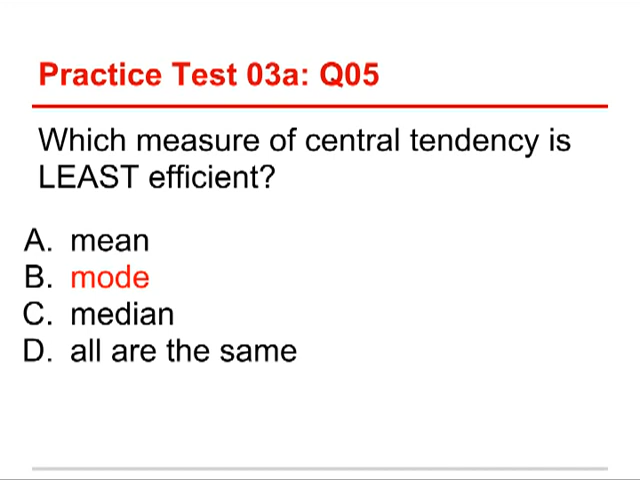 Practice Test 03a: Q05
Which measure of central tendency is
LEAST efficient?
A. mean
B. mode
C. median
D. all are the same